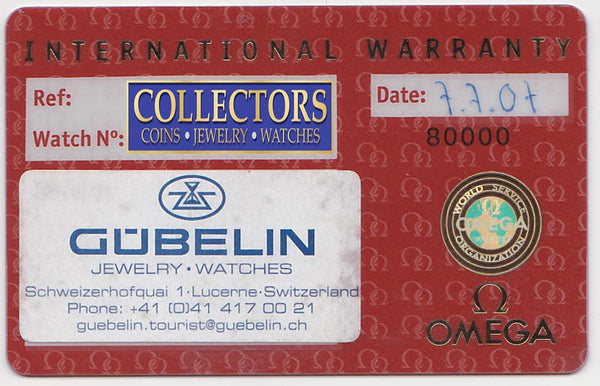 INTERNATIONAL WARRANTY
Ref:
Watch Nº:
COLLECTORS
COINS • JEWELRY • WATCHES
Date: 7.7.07
80000
GÜBELIN
JEWELRY • WATCHES
Schweizerhofquai 1 · Lucerne · Switzerland
Phone: +41 (0)41 417 00 21
guebelin.tourist@guebelin.ch
WORLD SERVICE
OMEGA
ORGANIZATION
Ω
OMEGA